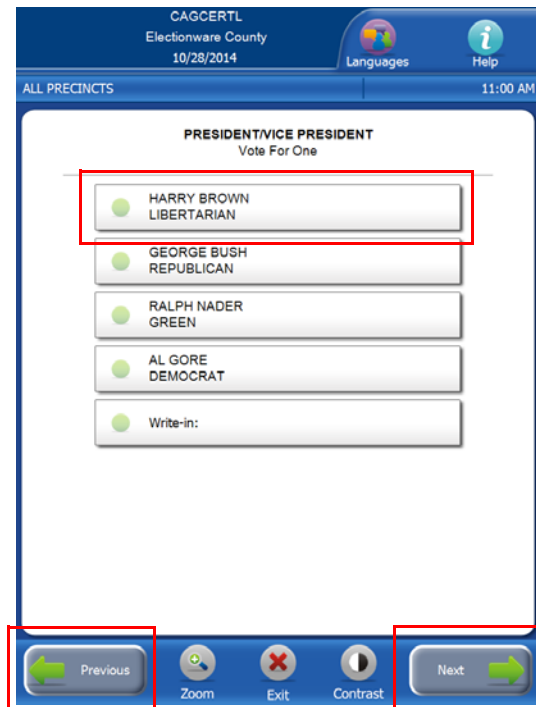 CAGCERTL
Electionware County
10/28/2014
Languages
Help
ALL PRECINCTS
11:00 AM
PRESIDENT/VICE PRESIDENT
Vote For One
HARRY BROWN
LIBERTARIAN
GEORGE BUSH
REPUBLICAN
RALPH NADER
GREEN
AL GORE
DEMOCRAT
Write-in:
Previous
Zoom
Exit
Contrast
Next